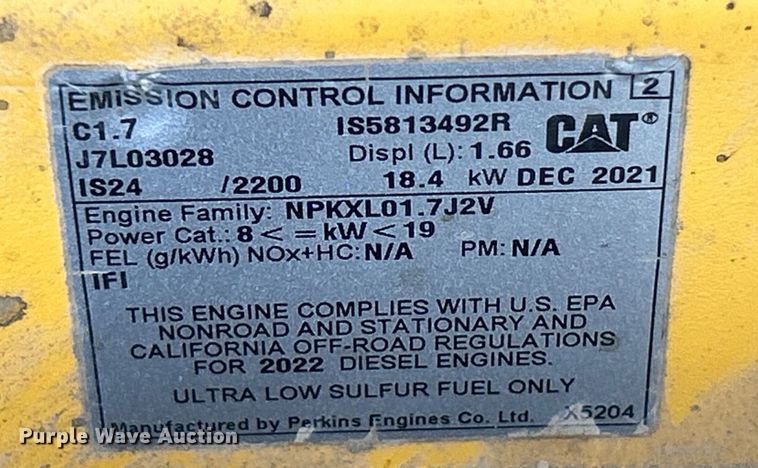 EMISSION CONTROL INFORMATION 2
C1.7 IS5813492R CAT®
J7L03028 Displ (L): 1.66
IS24 /2200 18.4 kW DEC 2021
Engine Family: NPKXL01.7J2V
Power Cat.: 8<=kW<19
FEL (g/kWh) NOx+HC: N/A PM: N/A
IFI
THIS ENGINE COMPLIES WITH U.S. EPA
NONROAD AND STATIONARY AND
CALIFORNIA OFF-ROAD REGULATIONS
FOR 2022 DIESEL ENGINES.
ULTRA LOW SULFUR FUEL ONLY
Manufactured by Perkins Engines Co. Ltd. X5204
Purple Wave Auction